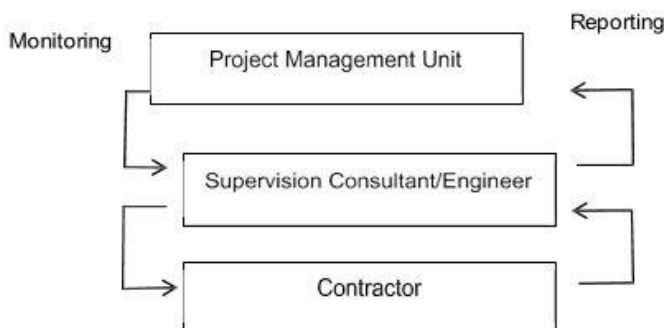 Monitoring
Reporting
Project Management Unit
Supervision Consultant/Engineer
Contractor